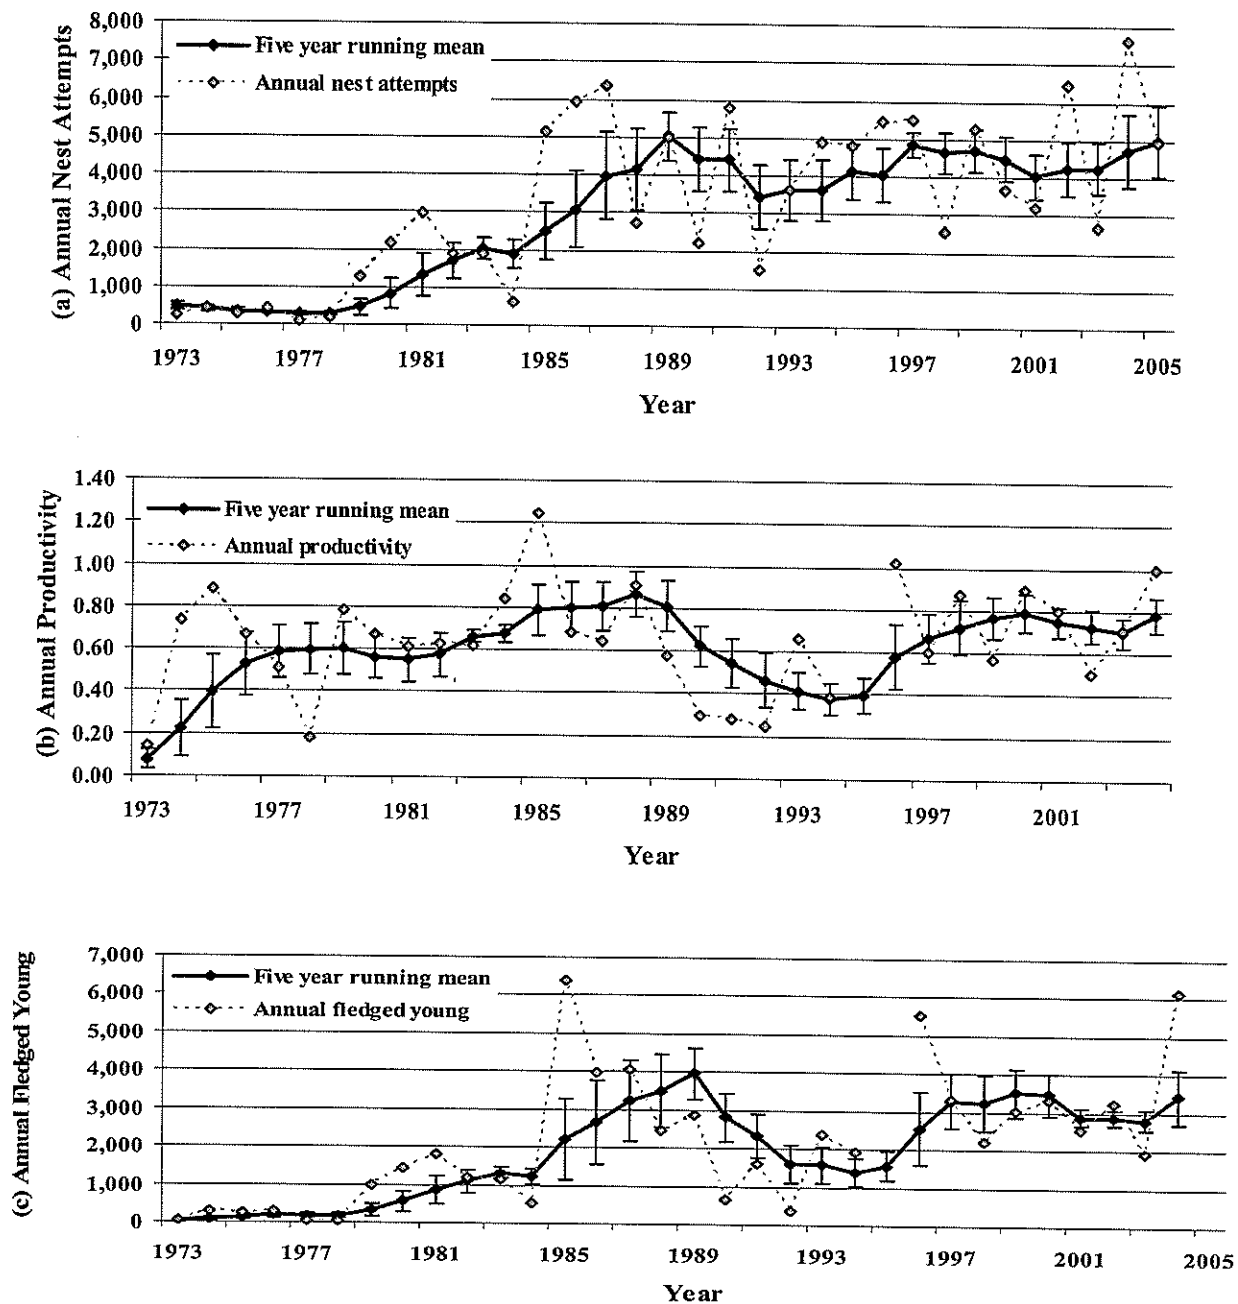 (a) Annual Nest Attempts
8,000
7,000
6,000
5,000
4,000
3,000
2,000
1,000
0
Five year running mean
Annual nest attempts
1973 1977 1981 1985 1989 1993 1997 2001 2005
Year
(b) Annual Productivity
1.40
1.20
1.00
0.80
0.60
0.40
0.20
0.00
Five year running mean
Annual productivity
1973 1977 1981 1985 1989 1993 1997 2001
Year
(c) Annual Fledged Young
7,000
6,000
5,000
4,000
3,000
2,000
1,000
0
Five year running mean
Annual fledged young
1973 1977 1981 1985 1989 1993 1997 2001 2005
Year